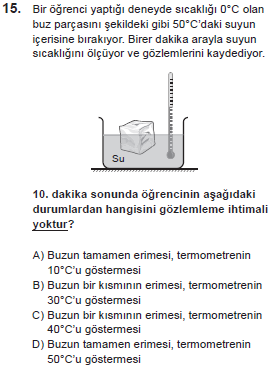 15. Bir öğrenci yaptığı deneyde sıcaklığı 0°C olan
buz parçasını şekildeki gibi 50°C'daki suyun
içerisine bırakıyor. Birer dakika arayla suyun
sıcaklığını ölçüyor ve gözlemlerini kaydediyor.
Su
10. dakika sonunda öğrencinin aşağıdaki
durumlardan hangisini gözlemleme ihtimali
yoktur?
A) Buzun tamamen erimesi, termometrenin
10°C'u göstermesi
B) Buzun bir kısmının erimesi, termometrenin
30°C'u göstermesi
C) Buzun bir kısmının erimesi, termometrenin
40°C'u göstermesi
D) Buzun tamamen erimesi, termometrenin
50°C'u göstermesi